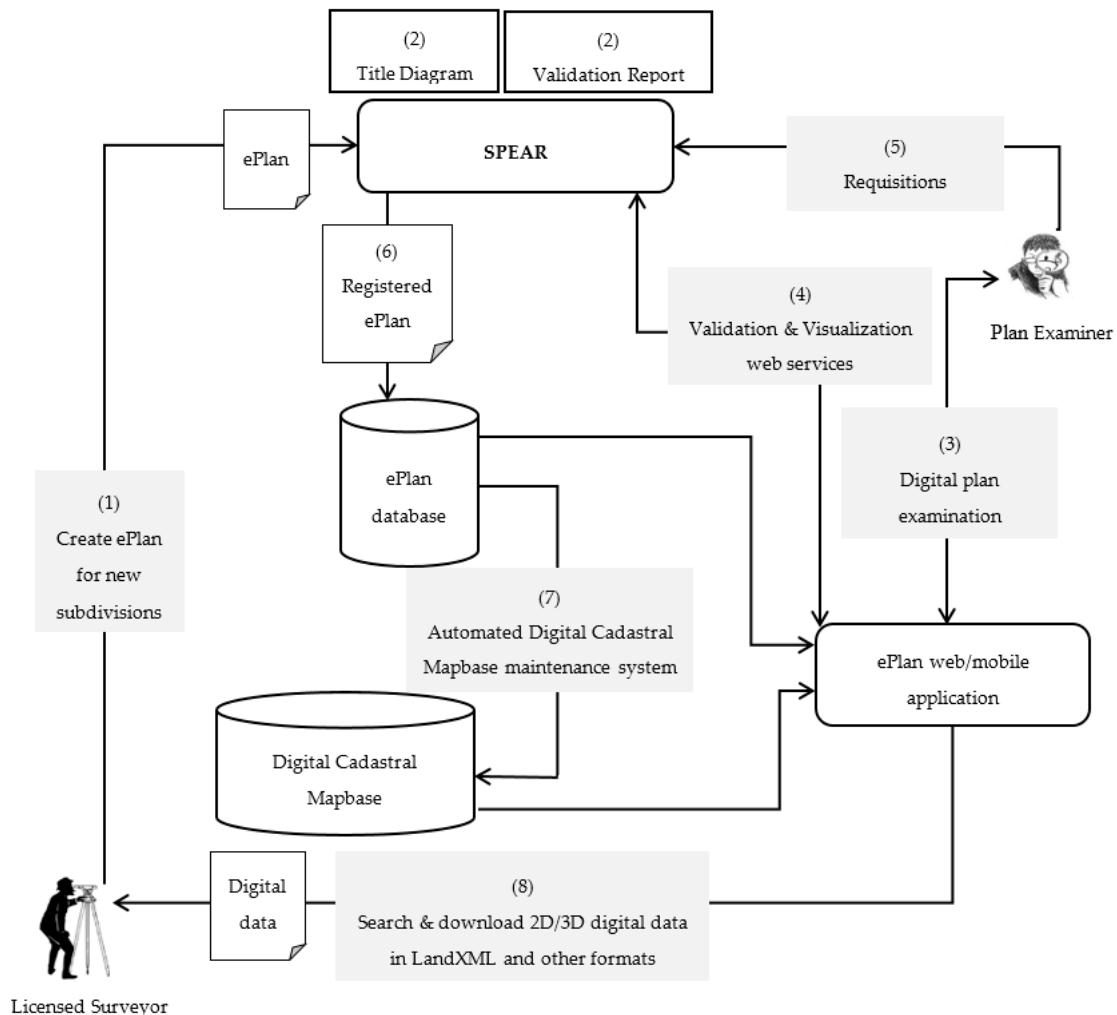 (2)
Title Diagram
(2)
Validation Report
ePlan
SPEAR
(5)
Requisitions
(6)
Registered
ePlan
(4)
Validation & Visualization
web services
Plan Examiner
(3)
Digital plan
examination
(1)
Create ePlan
for new
subdivisions
ePlan
database
(7)
Automated Digital Cadastral
Mapbase maintenance system
ePlan web/mobile
application
Digital Cadastral
Mapbase
Digital
data
(8)
Search & download 2D/3D digital data
in LandXML and other formats
Licensed Surveyor